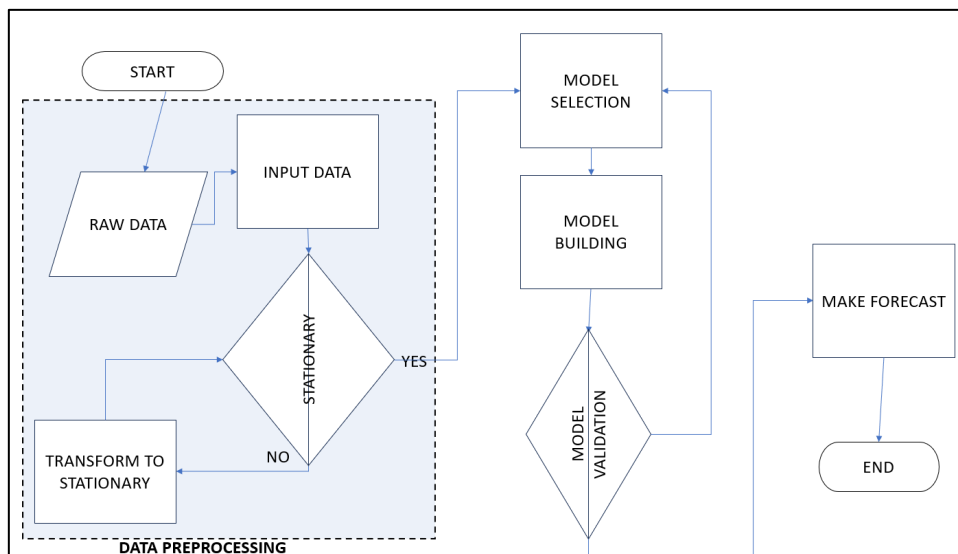 START
RAW DATA
INPUT DATA
STATIONARY
YES
NO
TRANSFORM TO
STATIONARY
DATA PREPROCESSING
MODEL
SELECTION
MODEL
BUILDING
MODEL
VALIDATION
MAKE FORECAST
END